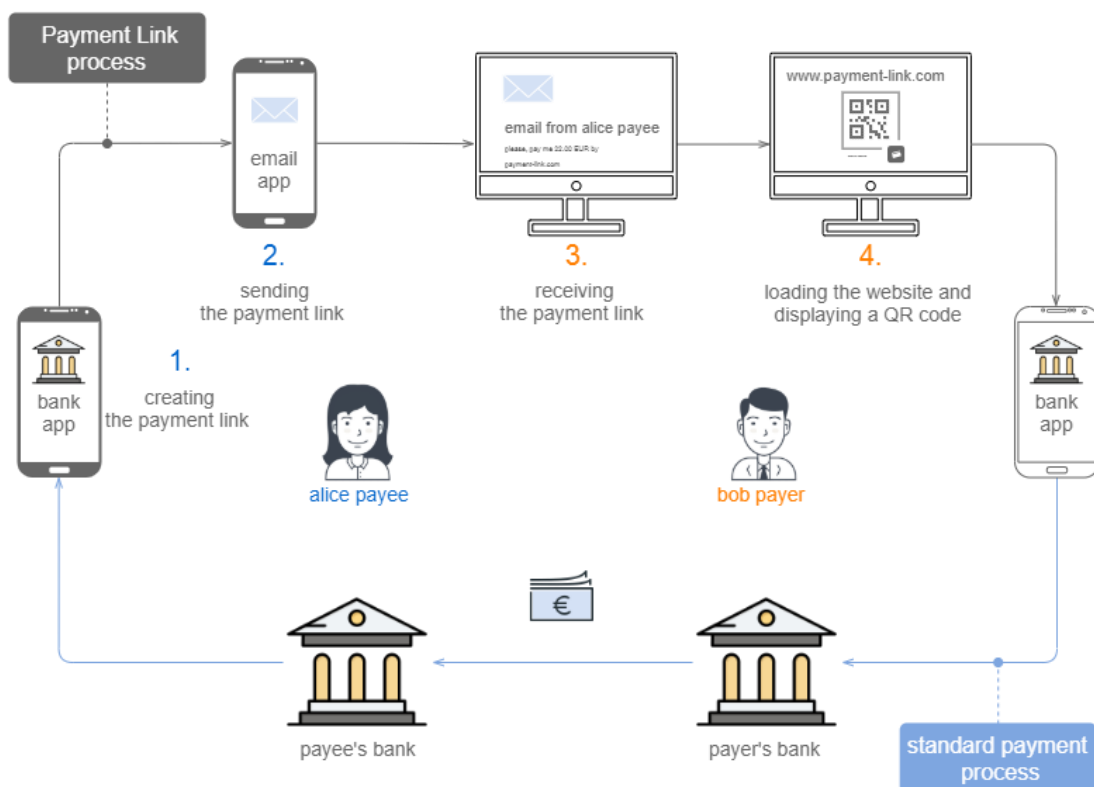 Payment Link
process
email
app
email from alice payee
please, pay me 22.00 EUR by
payment-link.com
www.payment-link.com
2.
sending
the payment link
3.
receiving
the payment link
4.
loading the website and
displaying a QR code
bank
app
1.
creating
the payment link
alice payee
bob payer
bank
app
€
payee's bank
payer's bank
standard payment
process